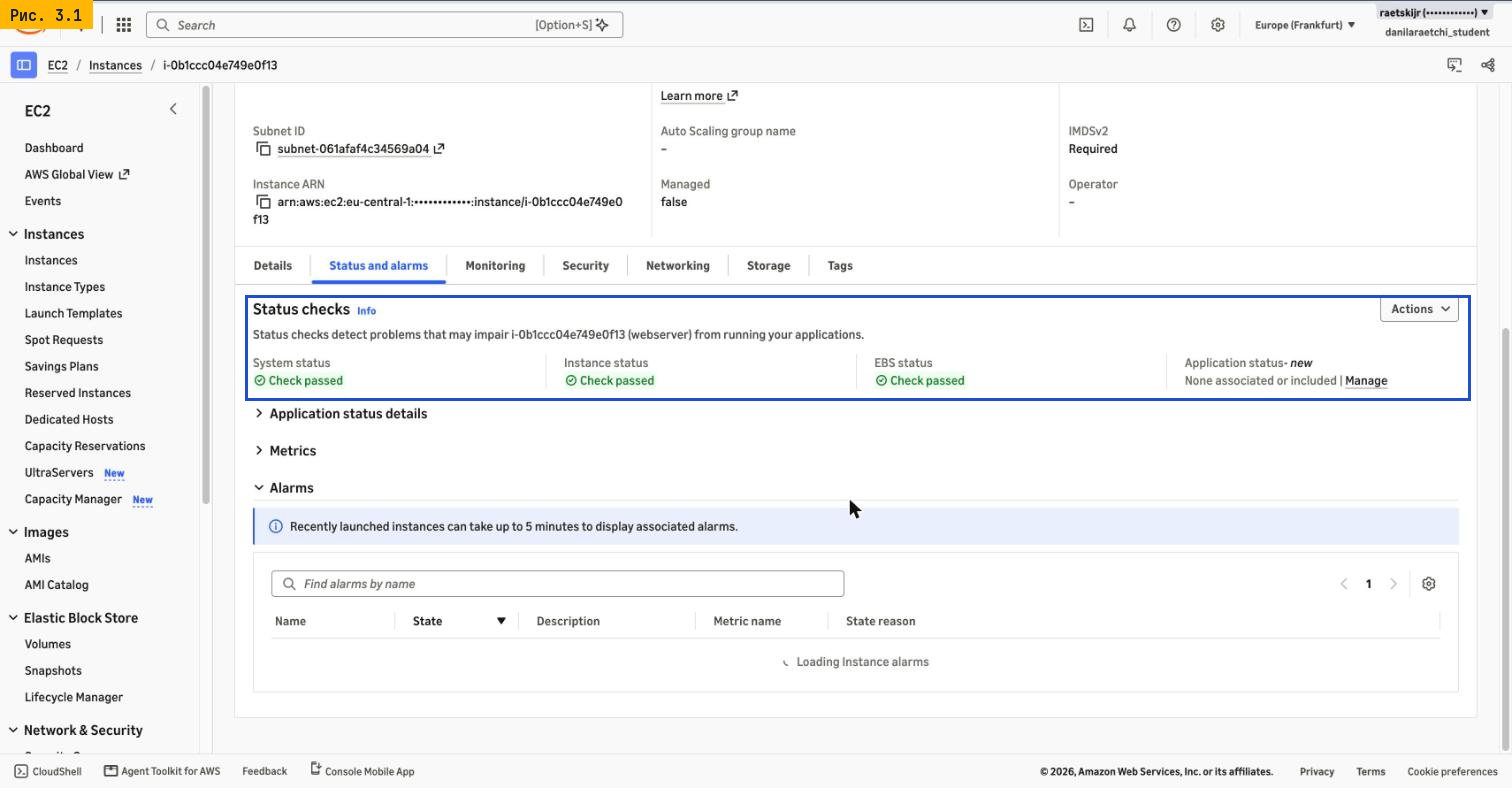 Рис. 3.1
Search
[Option+S]
Europe (Frankfurt) ▼
raetskijr (••••••••••••) ▼
danilaraetchi_student
EC2 / Instances / i-0b1ccc04e749e0f13
EC2
Dashboard
AWS Global View
Events
Instances
Instances
Instance Types
Launch Templates
Spot Requests
Savings Plans
Reserved Instances
Dedicated Hosts
Capacity Reservations
UltraServers New
Capacity Manager New
Images
AMIs
AMI Catalog
Elastic Block Store
Volumes
Snapshots
Lifecycle Manager
Network & Security
Learn more
Subnet ID
subnet-061afaf4c34569a04
Auto Scaling group name
–
IMDSv2
Required
Instance ARN
arn:aws:ec2:eu-central-1:••••••••••••:instance/i-0b1ccc04e749e0
f13
Managed
false
Operator
–
Details
Status and alarms
Monitoring
Security
Networking
Storage
Tags
Status checks Info
Actions
Status checks detect problems that may impair i-0b1ccc04e749e0f13 (webserver) from running your applications.
System status
Check passed
Instance status
Check passed
EBS status
Check passed
Application status- new
None associated or included | Manage
Application status details
Metrics
Alarms
Recently launched instances can take up to 5 minutes to display associated alarms.
Find alarms by name
1
Name
State
Description
Metric name
State reason
Loading Instance alarms
CloudShell
Agent Toolkit for AWS
Feedback
Console Mobile App
© 2026, Amazon Web Services, Inc. or its affiliates.
Privacy
Terms
Cookie preferences